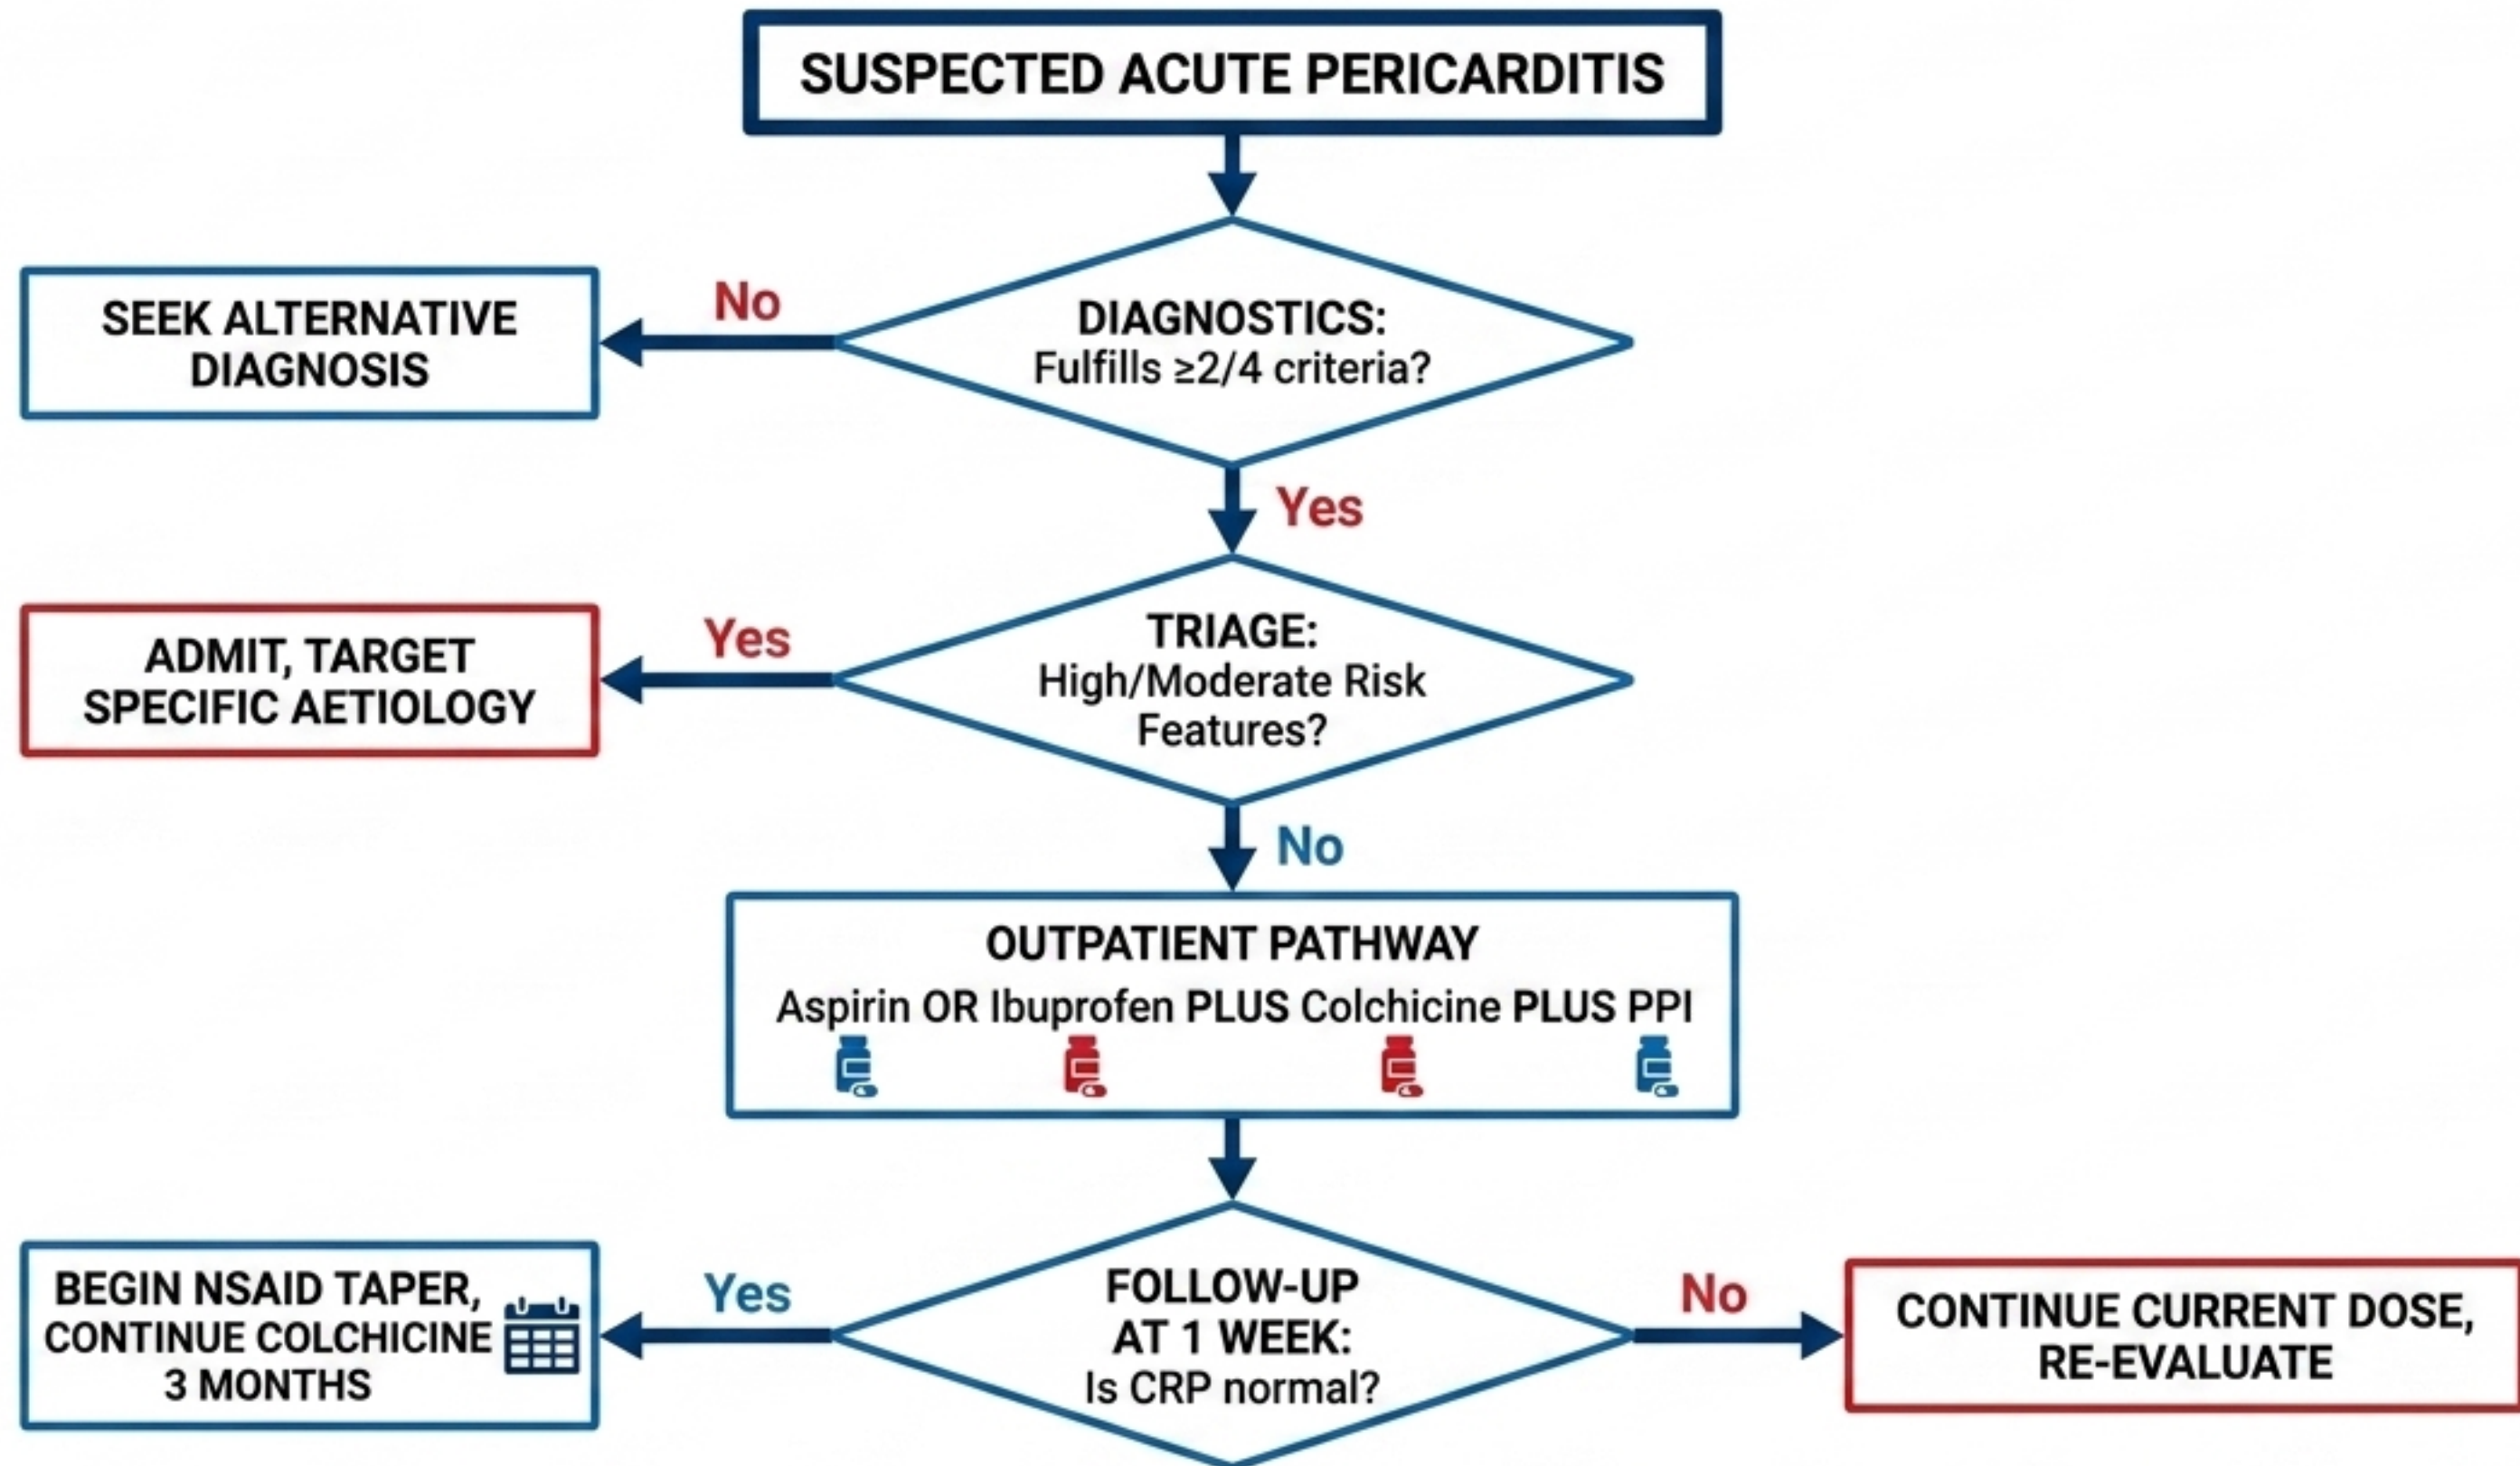 SUSPECTED ACUTE PERICARDITIS
No
SEEK ALTERNATIVE
DIAGNOSIS
DIAGNOSTICS:
Fulfills ≥2/4 criteria?
Yes
Yes
ADMIT, TARGET
SPECIFIC AETIOLOGY
TRIAGE:
High/Moderate Risk
Features?
No
OUTPATIENT PATHWAY
Aspirin OR Ibuprofen PLUS Colchicine PLUS PPI
Yes
BEGIN NSAID TAPER,
CONTINUE COLCHICINE
3 MONTHS
FOLLOW-UP
AT 1 WEEK:
Is CRP normal?
No
CONTINUE CURRENT DOSE,
RE-EVALUATE